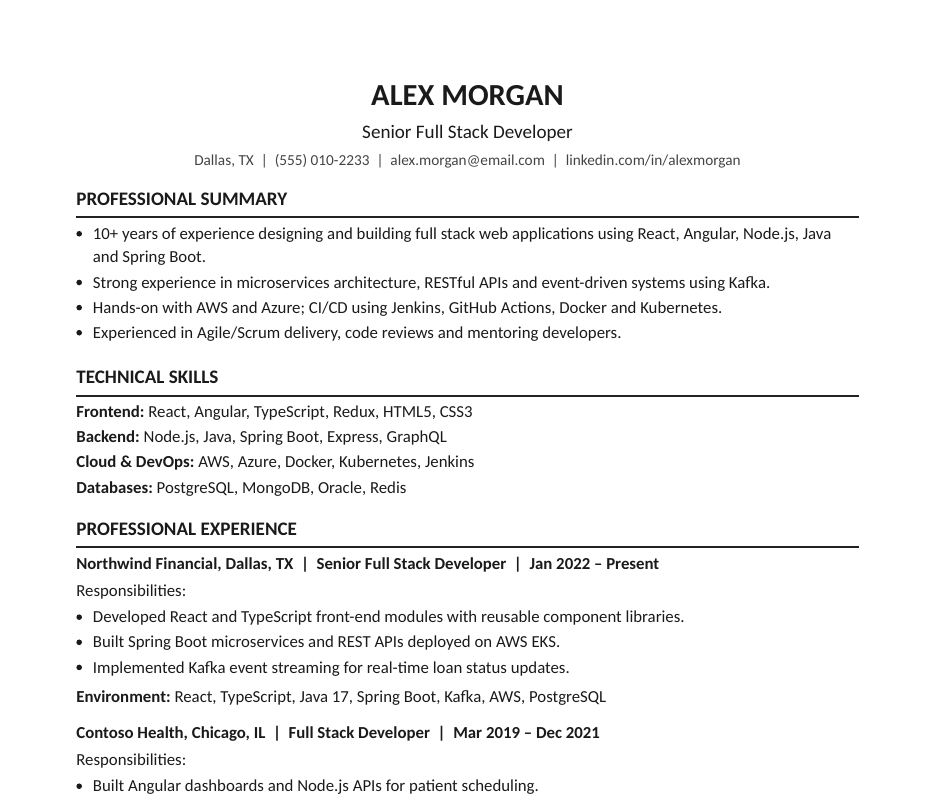 ALEX MORGAN
Senior Full Stack Developer
Dallas, TX | (555) 010-2233 | alex.morgan@email.com | linkedin.com/in/alexmorgan
PROFESSIONAL SUMMARY
• 10+ years of experience designing and building full stack web applications using React, Angular, Node.js, Java
and Spring Boot.
• Strong experience in microservices architecture, RESTful APIs and event-driven systems using Kafka.
• Hands-on with AWS and Azure; CI/CD using Jenkins, GitHub Actions, Docker and Kubernetes.
• Experienced in Agile/Scrum delivery, code reviews and mentoring developers.
TECHNICAL SKILLS
Frontend: React, Angular, TypeScript, Redux, HTML5, CSS3
Backend: Node.js, Java, Spring Boot, Express, GraphQL
Cloud & DevOps: AWS, Azure, Docker, Kubernetes, Jenkins
Databases: PostgreSQL, MongoDB, Oracle, Redis
PROFESSIONAL EXPERIENCE
Northwind Financial, Dallas, TX | Senior Full Stack Developer | Jan 2022 – Present
Responsibilities:
• Developed React and TypeScript front-end modules with reusable component libraries.
• Built Spring Boot microservices and REST APIs deployed on AWS EKS.
• Implemented Kafka event streaming for real-time loan status updates.
Environment: React, TypeScript, Java 17, Spring Boot, Kafka, AWS, PostgreSQL
Contoso Health, Chicago, IL | Full Stack Developer | Mar 2019 – Dec 2021
Responsibilities:
• Built Angular dashboards and Node.js APIs for patient scheduling.